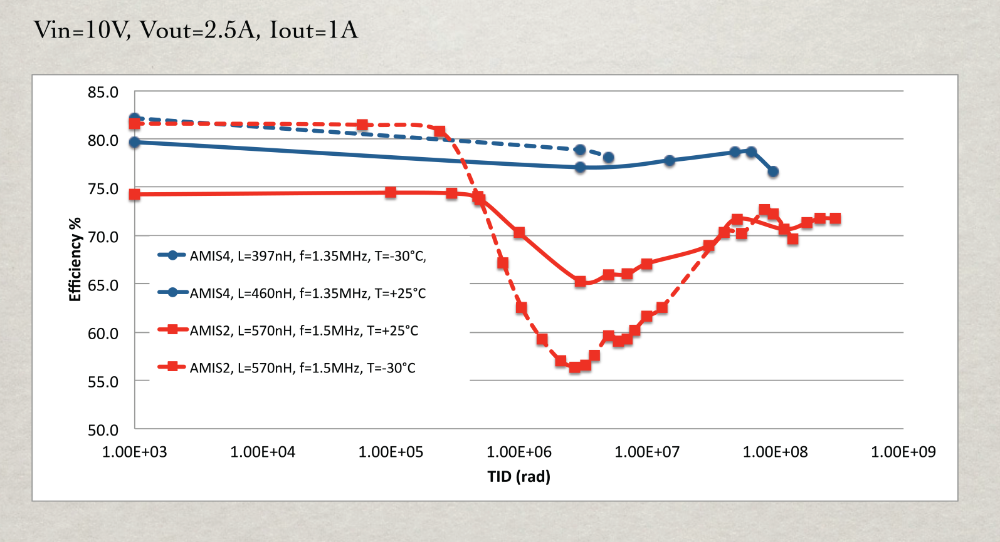 Vin=10V, Vout=2.5A, Iout=1A
85.0
80.0
75.0
70.0
65.0
60.0
55.0
50.0
Efficiency %
AMIS4, L=397nH, f=1.35MHz, T=-30°C,
AMIS4, L=460nH, f=1.35MHz, T=+25°C
AMIS2, L=570nH, f=1.5MHz, T=+25°C
AMIS2, L=570nH, f=1.5MHz, T=-30°C
1.00E+03 1.00E+04 1.00E+05 1.00E+06 1.00E+07 1.00E+08 1.00E+09
TID (rad)